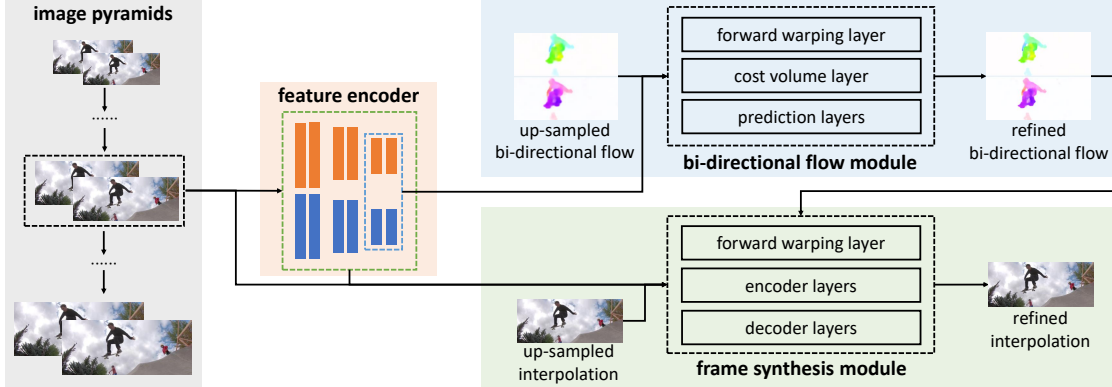 image pyramids
......
......
feature encoder
up-sampled
bi-directional flow
forward warping layer
cost volume layer
prediction layers
bi-directional flow module
refined
bi-directional flow
up-sampled
interpolation
forward warping layer
encoder layers
decoder layers
frame synthesis module
refined
interpolation